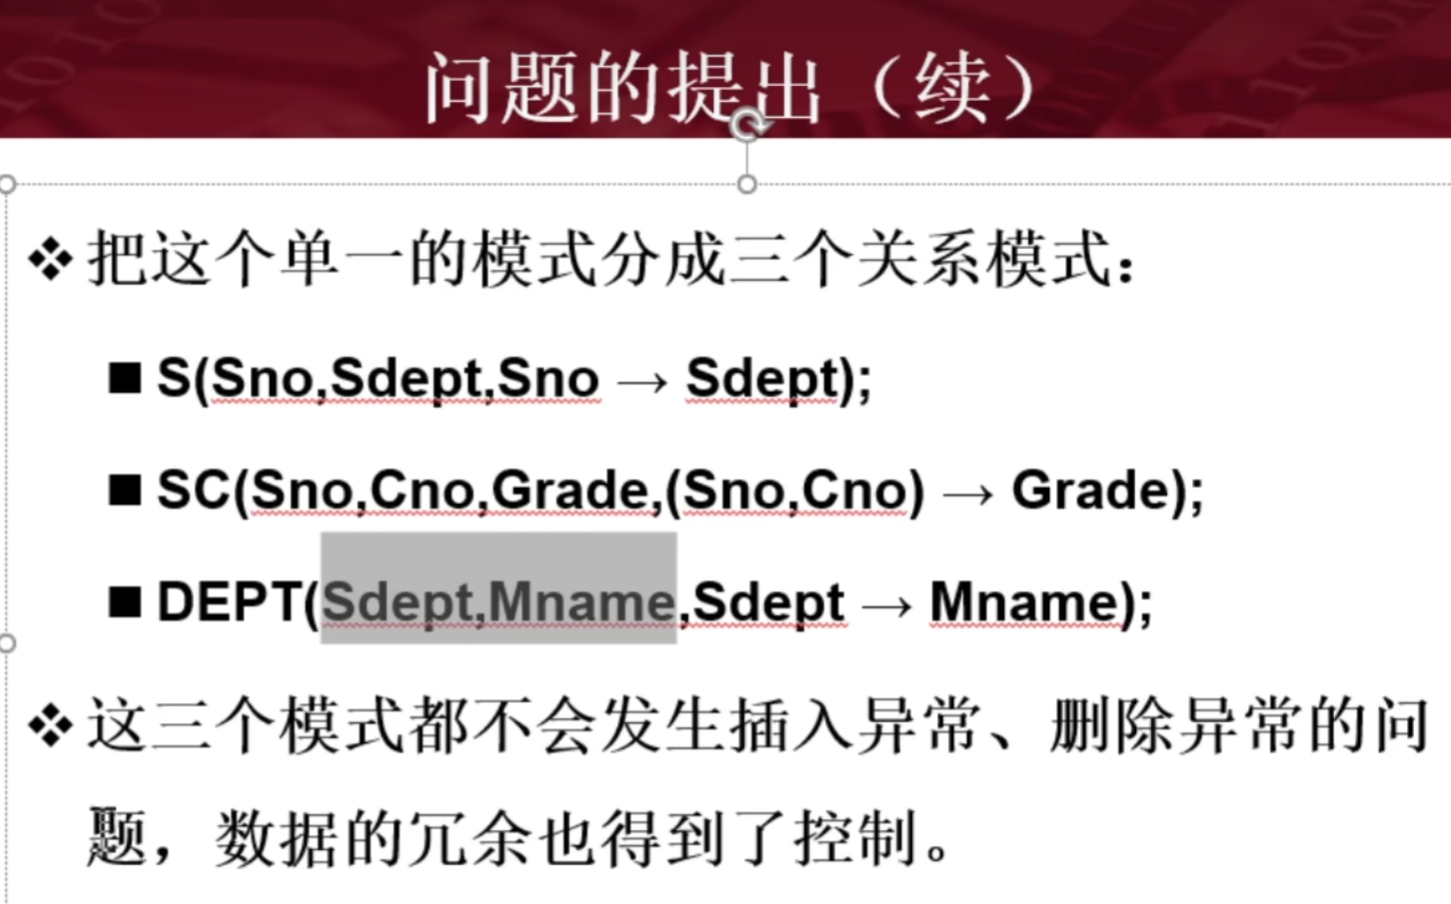 问题的提出（续）
❖把这个单一的模式分成三个关系模式：
■ S(Sno,Sdept,Sno → Sdept);
■ SC(Sno,Cno,Grade,(Sno,Cno) → Grade);
■ DEPT(Sdept,Mname,Sdept → Mname);
❖这三个模式都不会发生插入异常、删除异常的问
题，数据的冗余也得到了控制。